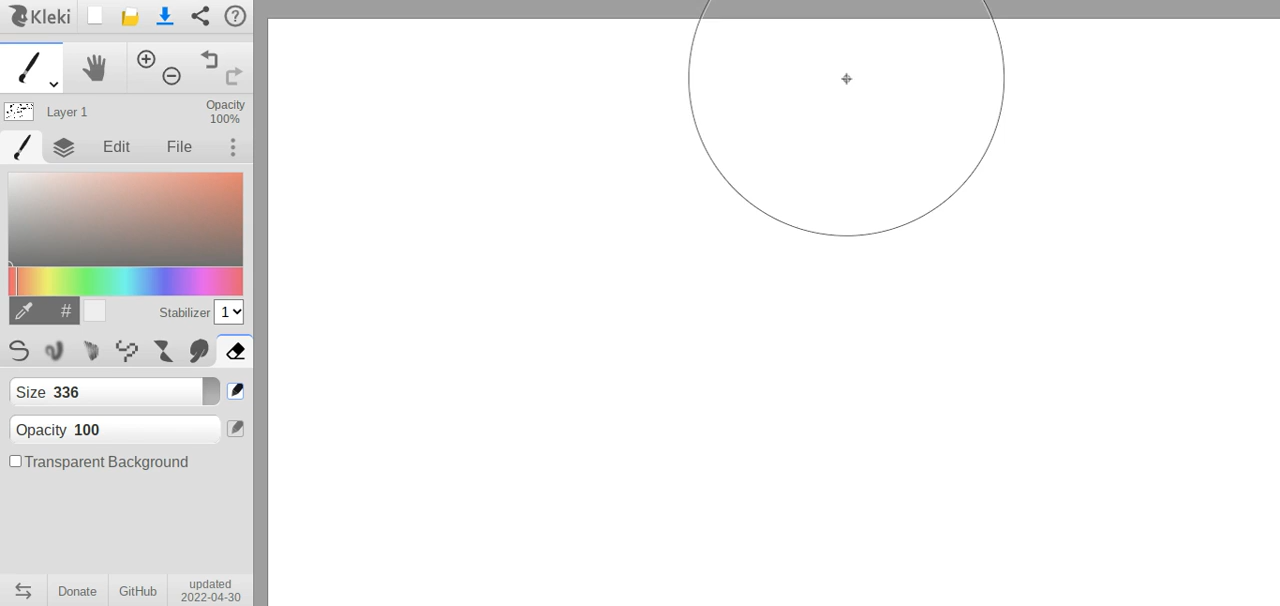 Kleki
?
Layer 1
Opacity
100%
Edit
File
#
Stabilizer 1
Size 336
Opacity 100
Transparent Background
Donate
GitHub
updated
2022-04-30